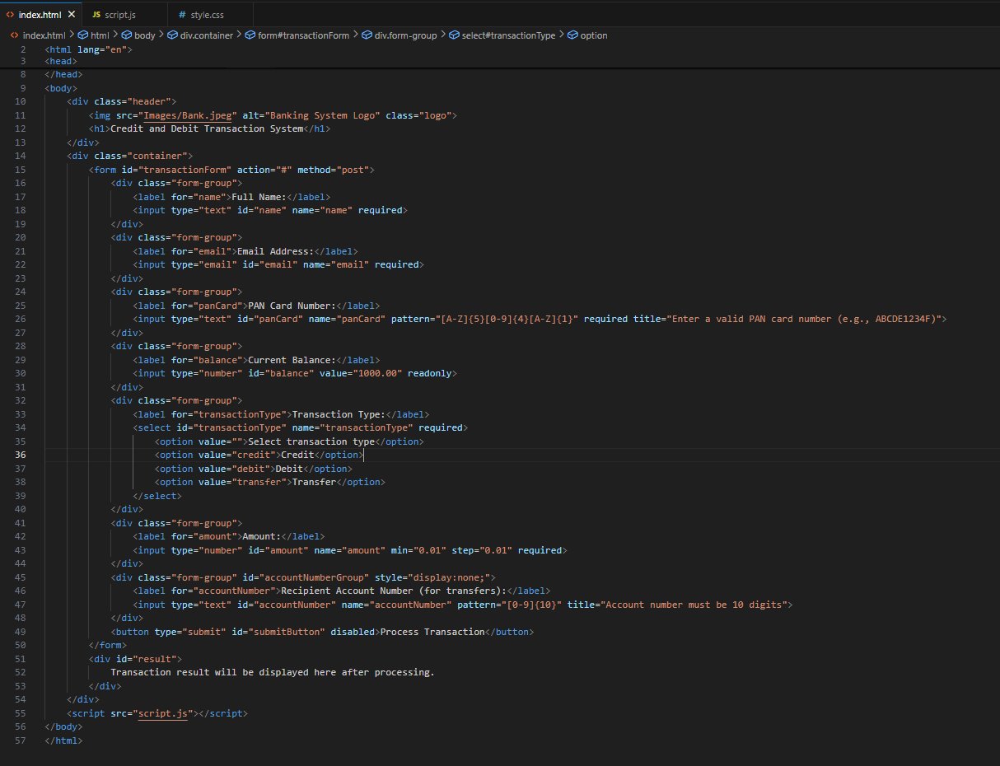 index.html
script.js
style.css
index.html > html > body > div.container > form#transactionForm > div.form-group > select#transactionType > option
2 <html lang="en">
3 <head>
8 </head>
9 <body>
10 <div class="header">
11 <img src="Images/Bank.jpeg" alt="Banking System Logo" class="logo">
12 <h1>Credit and Debit Transaction System</h1>
13 </div>
14 <div class="container">
15 <form id="transactionForm" action="#" method="post">
16 <div class="form-group">
17 <label for="name">Full Name:</label>
18 <input type="text" id="name" name="name" required>
19 </div>
20 <div class="form-group">
21 <label for="email">Email Address:</label>
22 <input type="email" id="email" name="email" required>
23 </div>
24 <div class="form-group">
25 <label for="panCard">PAN Card Number:</label>
26 <input type="text" id="panCard" name="panCard" pattern="[A-Z]{5}[0-9]{4}[A-Z]{1}" required title="Enter a valid PAN card number (e.g., ABCDE1234F)">
27 </div>
28 <div class="form-group">
29 <label for="balance">Current Balance:</label>
30 <input type="number" id="balance" value="1000.00" readonly>
31 </div>
32 <div class="form-group">
33 <label for="transactionType">Transaction Type:</label>
34 <select id="transactionType" name="transactionType" required>
35 <option value="">Select transaction type</option>
36 <option value="credit">Credit</option>
37 <option value="debit">Debit</option>
38 <option value="transfer">Transfer</option>
39 </select>
40 </div>
41 <div class="form-group">
42 <label for="amount">Amount:</label>
43 <input type="number" id="amount" name="amount" min="0.01" step="0.01" required>
44 </div>
45 <div class="form-group" id="accountNumberGroup" style="display:none;">
46 <label for="accountNumber">Recipient Account Number (for transfers):</label>
47 <input type="text" id="accountNumber" name="accountNumber" pattern="[0-9]{10}" title="Account number must be 10 digits">
48 </div>
49 <button type="submit" id="submitButton" disabled>Process Transaction</button>
50 </form>
51 <div id="result">
52 Transaction result will be displayed here after processing.
53 </div>
54 </div>
55 <script src="script.js"></script>
56 </body>
57 </html>